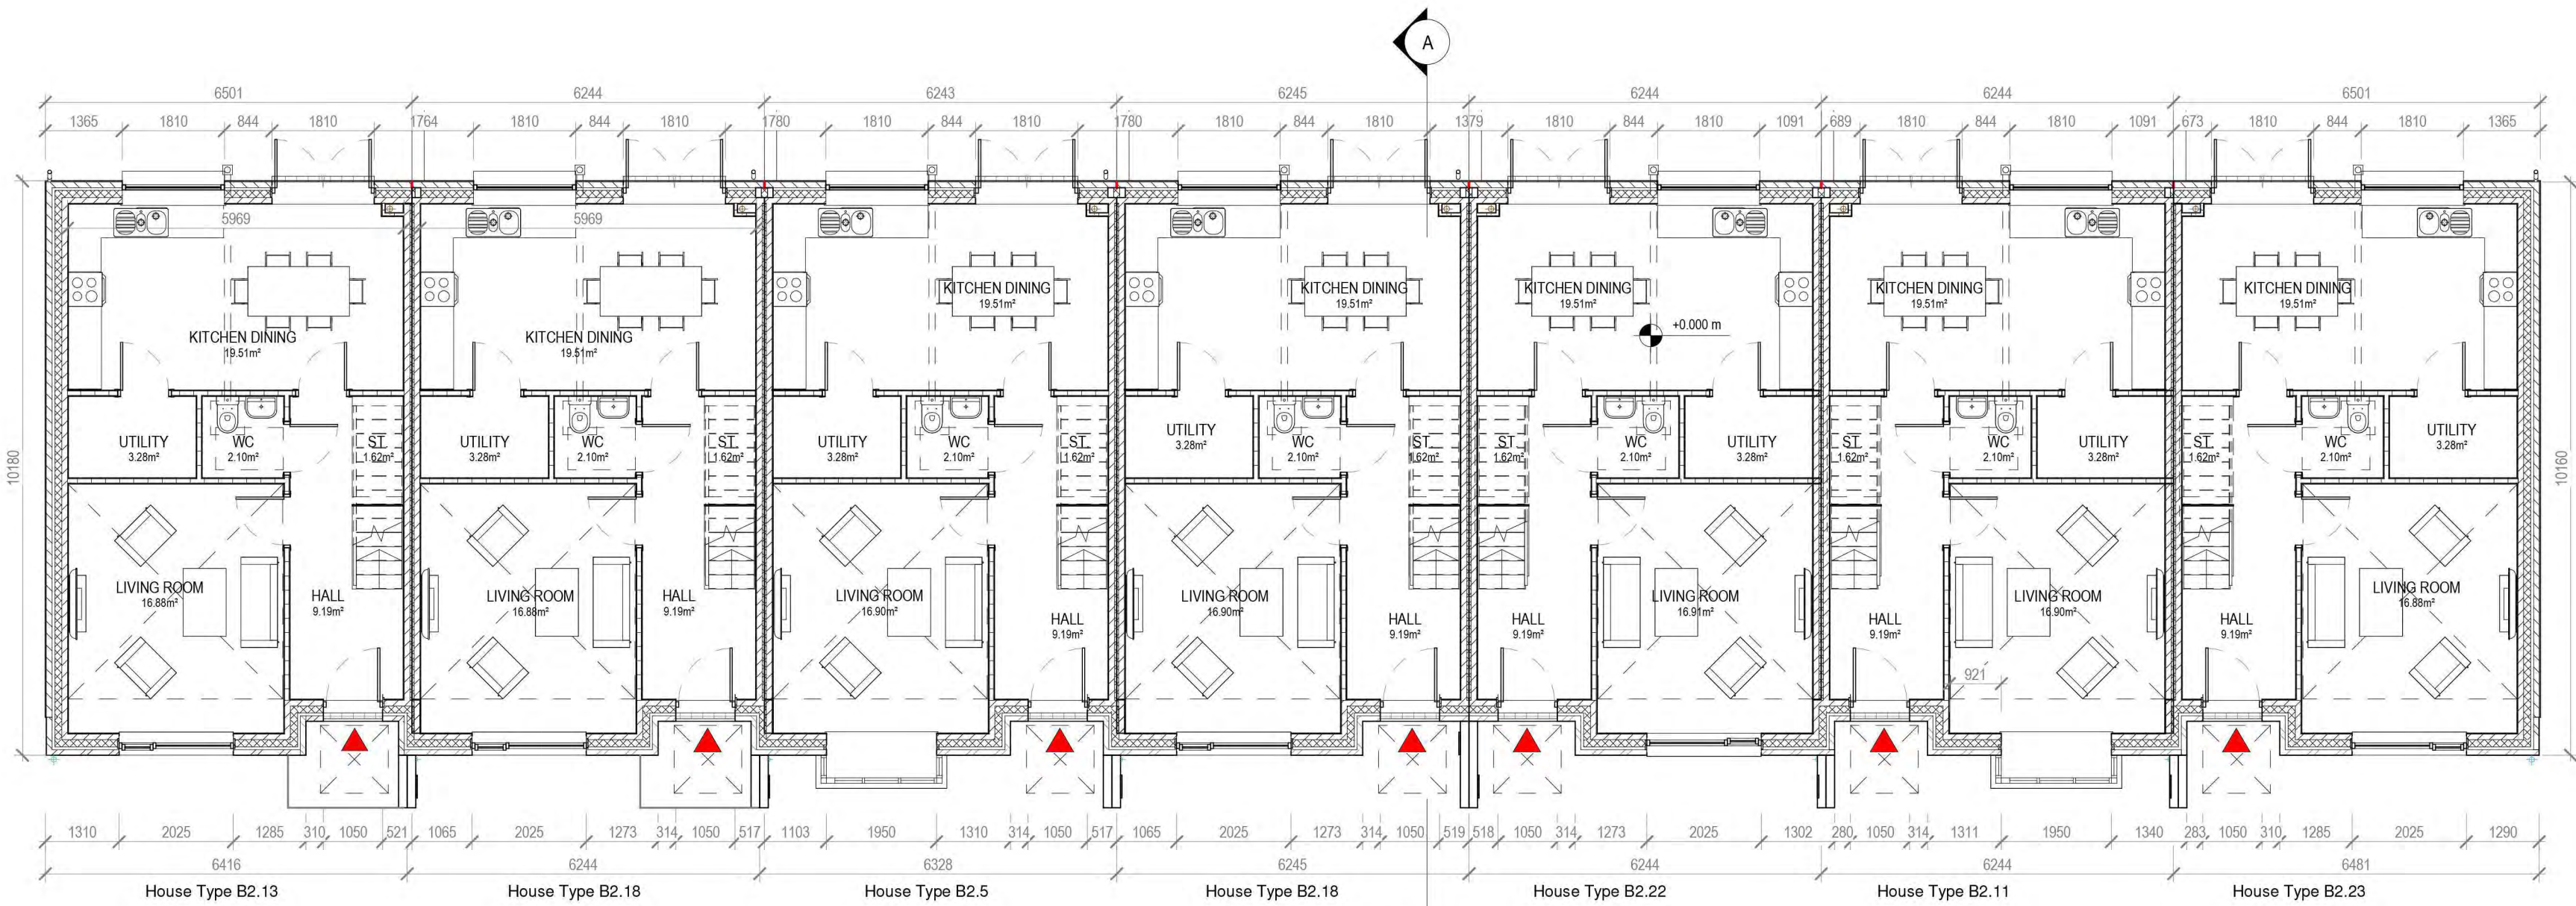 A
6501 6244 6243 6245 6244 6244 6501
1365 1810 844 1810 1764 1810 844 1810 1780 1810 844 1810 1780 1810 844 1810 1379 1810 844 1810 1091 689 1810 844 1810 1091 673 1810 844 1810 1365
5969 5969
KITCHEN DINING
19.51m²
KITCHEN DINING
19.51m²
KITCHEN DINING
19.51m²
KITCHEN DINING
19.51m²
KITCHEN DINING
19.51m²
KITCHEN DINING
19.51m²
KITCHEN DINING
19.51m²
+0.000 m
10180
10160
UTILITY
3.28m²
WC
2.10m²
ST.
1.62m²
UTILITY
3.28m²
WC
2.10m²
ST.
1.62m²
UTILITY
3.28m²
WC
2.10m²
ST.
1.62m²
UTILITY
3.28m²
WC
2.10m²
ST.
1.62m²
ST.
1.62m²
WC
2.10m²
UTILITY
3.28m²
ST.
1.62m²
WC
2.10m²
UTILITY
3.28m²
ST.
1.62m²
WC
2.10m²
UTILITY
3.28m²
LIVING ROOM
16.88m²
HALL
9.19m²
LIVING ROOM
16.88m²
HALL
9.19m²
LIVING ROOM
16.90m²
HALL
9.19m²
LIVING ROOM
16.90m²
HALL
9.19m²
HALL
9.19m²
LIVING ROOM
16.91m²
HALL
9.19m²
LIVING ROOM
16.90m²
921
HALL
9.19m²
LIVING ROOM
16.88m²
1310 2025 1285 310 1050 521 1065 2025 1273 314 1050 517 1103 1950 1310 314 1050 517 1065 2025 1273 314 1050 519 518 1050 314 1273 2025 1302 280 1050 314 1311 1950 1340 283 1050 310 1285 2025 1290
6416 6244 6328 6245 6244 6244 6481
House Type B2.13 House Type B2.18 House Type B2.5 House Type B2.18 House Type B2.22 House Type B2.11 House Type B2.23